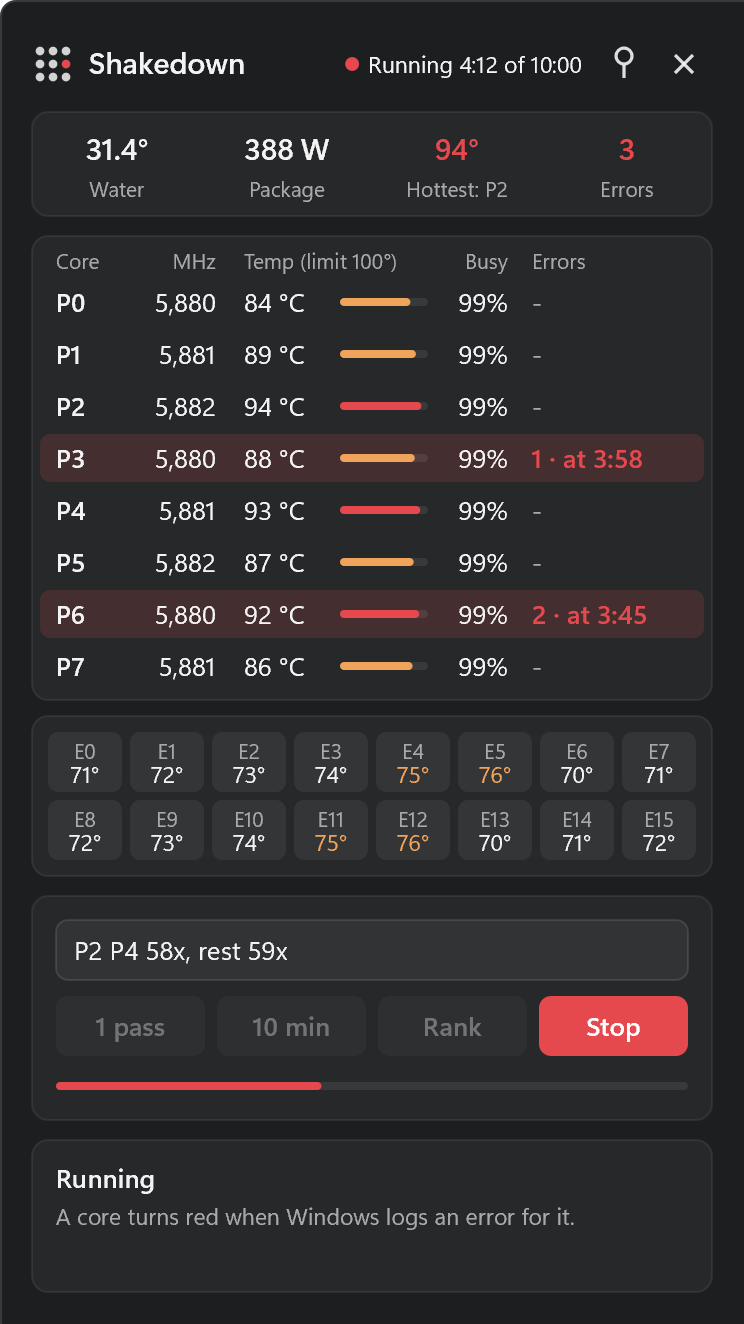 Shakedown Running 4:12 of 10:00
31.4° 388 W 94° 3
Water Package Hottest: P2 Errors
Core MHz Temp (limit 100°) Busy Errors
P0 5,880 84 °C 99% -
P1 5,881 89 °C 99% -
P2 5,882 94 °C 99% -
P3 5,880 88 °C 99% 1 · at 3:58
P4 5,881 93 °C 99% -
P5 5,882 87 °C 99% -
P6 5,880 92 °C 99% 2 · at 3:45
P7 5,881 86 °C 99% -
E0 E1 E2 E3 E4 E5 E6 E7
71° 72° 73° 74° 75° 76° 70° 71°
E8 E9 E10 E11 E12 E13 E14 E15
72° 73° 74° 75° 76° 70° 71° 72°
P2 P4 58x, rest 59x
1 pass 10 min Rank Stop
Running
A core turns red when Windows logs an error for it.